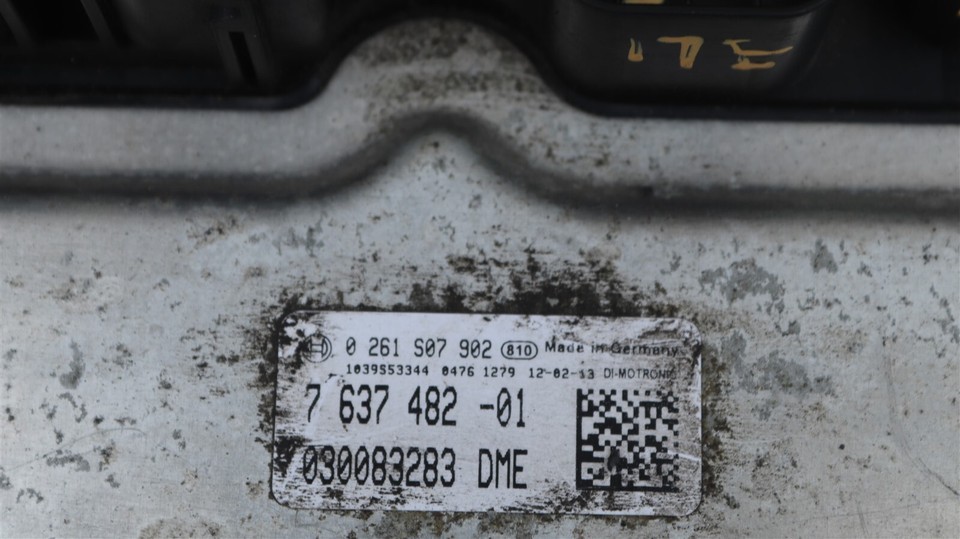 0 261 S07 902 810 Made in Germany
1039S53344 0476 1279 12-02-13 DI-MOTRONIC
7 637 482 -01
030083283 DME